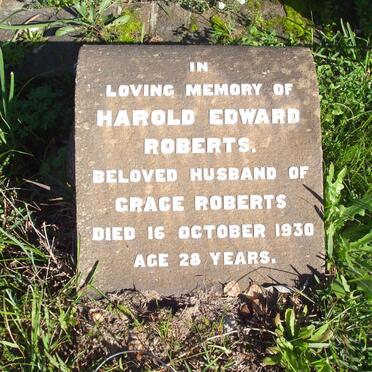 IN
LOVING MEMORY OF
HAROLD EDWARD
ROBERTS.
BELOVED HUSBAND OF
GRACE ROBERTS
DIED 16 OCTOBER 1930
AGE 28 YEARS.